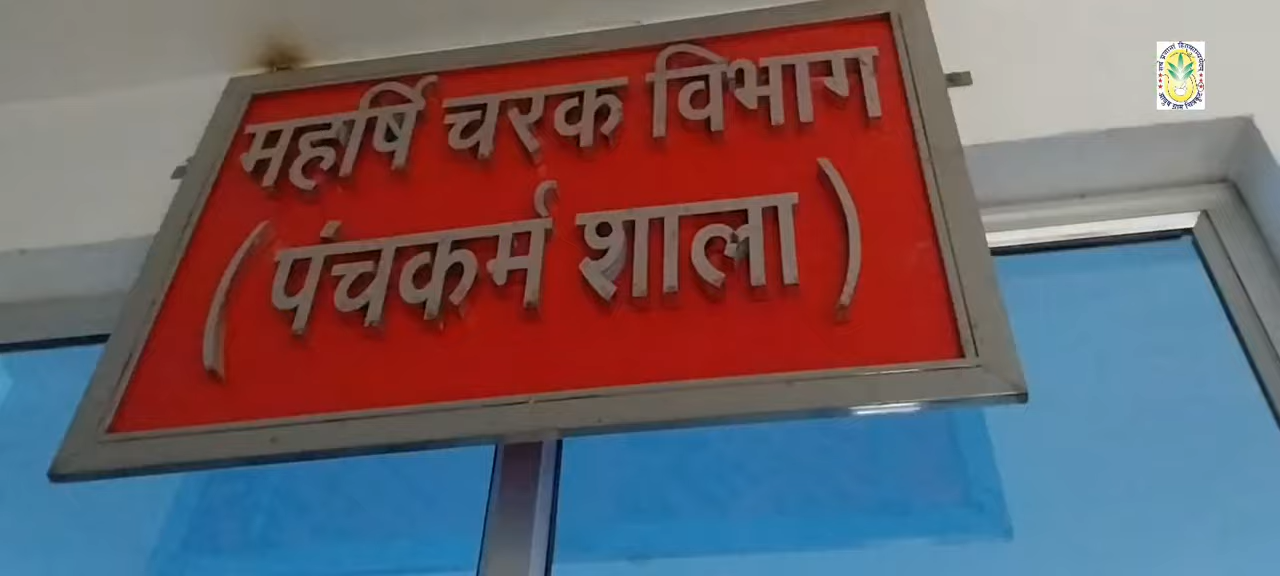 महर्षि चरक विभाग
( पंचकर्म शाला )